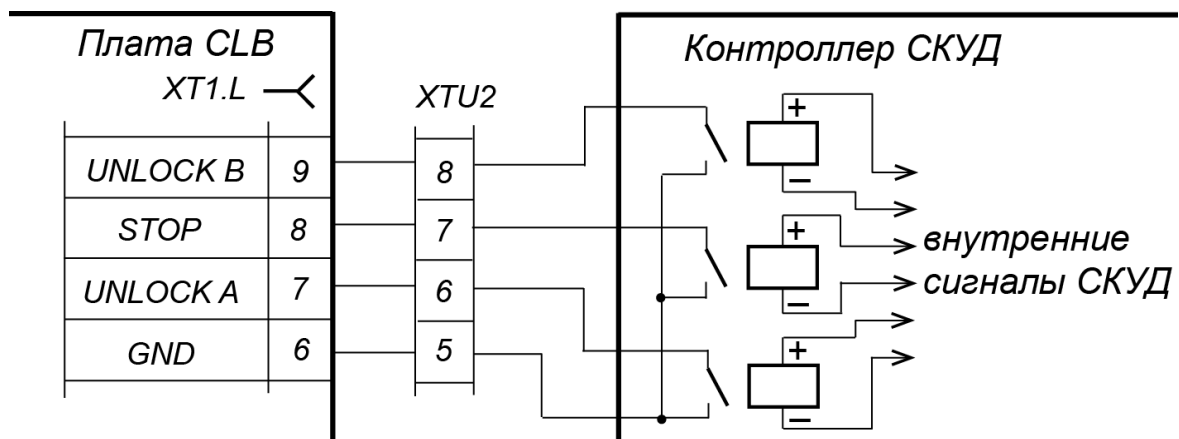 Плата CLB
Контроллер СКУД
XT1.L
XTU2
UNLOCK B 9 8
STOP 8 7
UNLOCK A 7 6
GND 6 5
+
−
+
−
+
−
внутренние
сигналы СКУД